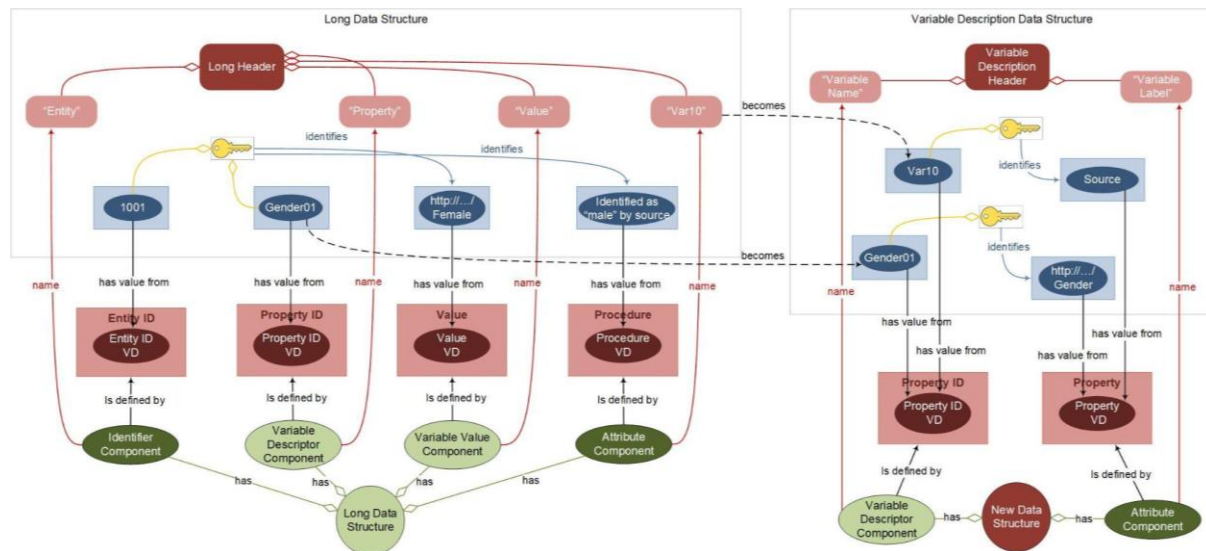 Long Data Structure
Variable Description Data Structure
Long Header
Variable
Description
Header
"Entity"
"Property"
"Value"
"Var10"
becomes
"Variable
Name"
"Variable
Label"
identifies
identifies
1001
Gender01
http://.../
Female
Identified as
"male" by source
Var10
identifies
Source
becomes
Gender01
identifies
http://.../
Gender
name
has value from
has value from
name
has value from
name
has value from
name
name
has value from
has value from
has value from
has value from
name
Entity ID
Entity ID
VD
Property ID
Property ID
VD
Value
Value
VD
Procedure
Procedure
VD
Property ID
Property ID
VD
Property
Property
VD
Is defined by
Is defined by
Is defined by
Is defined by
Identifier
Component
Variable
Descriptor
Component
Variable Value
Component
Attribute
Component
has
has
has
has
Long Data
Structure
Is defined by
Is defined by
Variable
Descriptor
Component
has
New Data
Structure
has
Attribute
Component